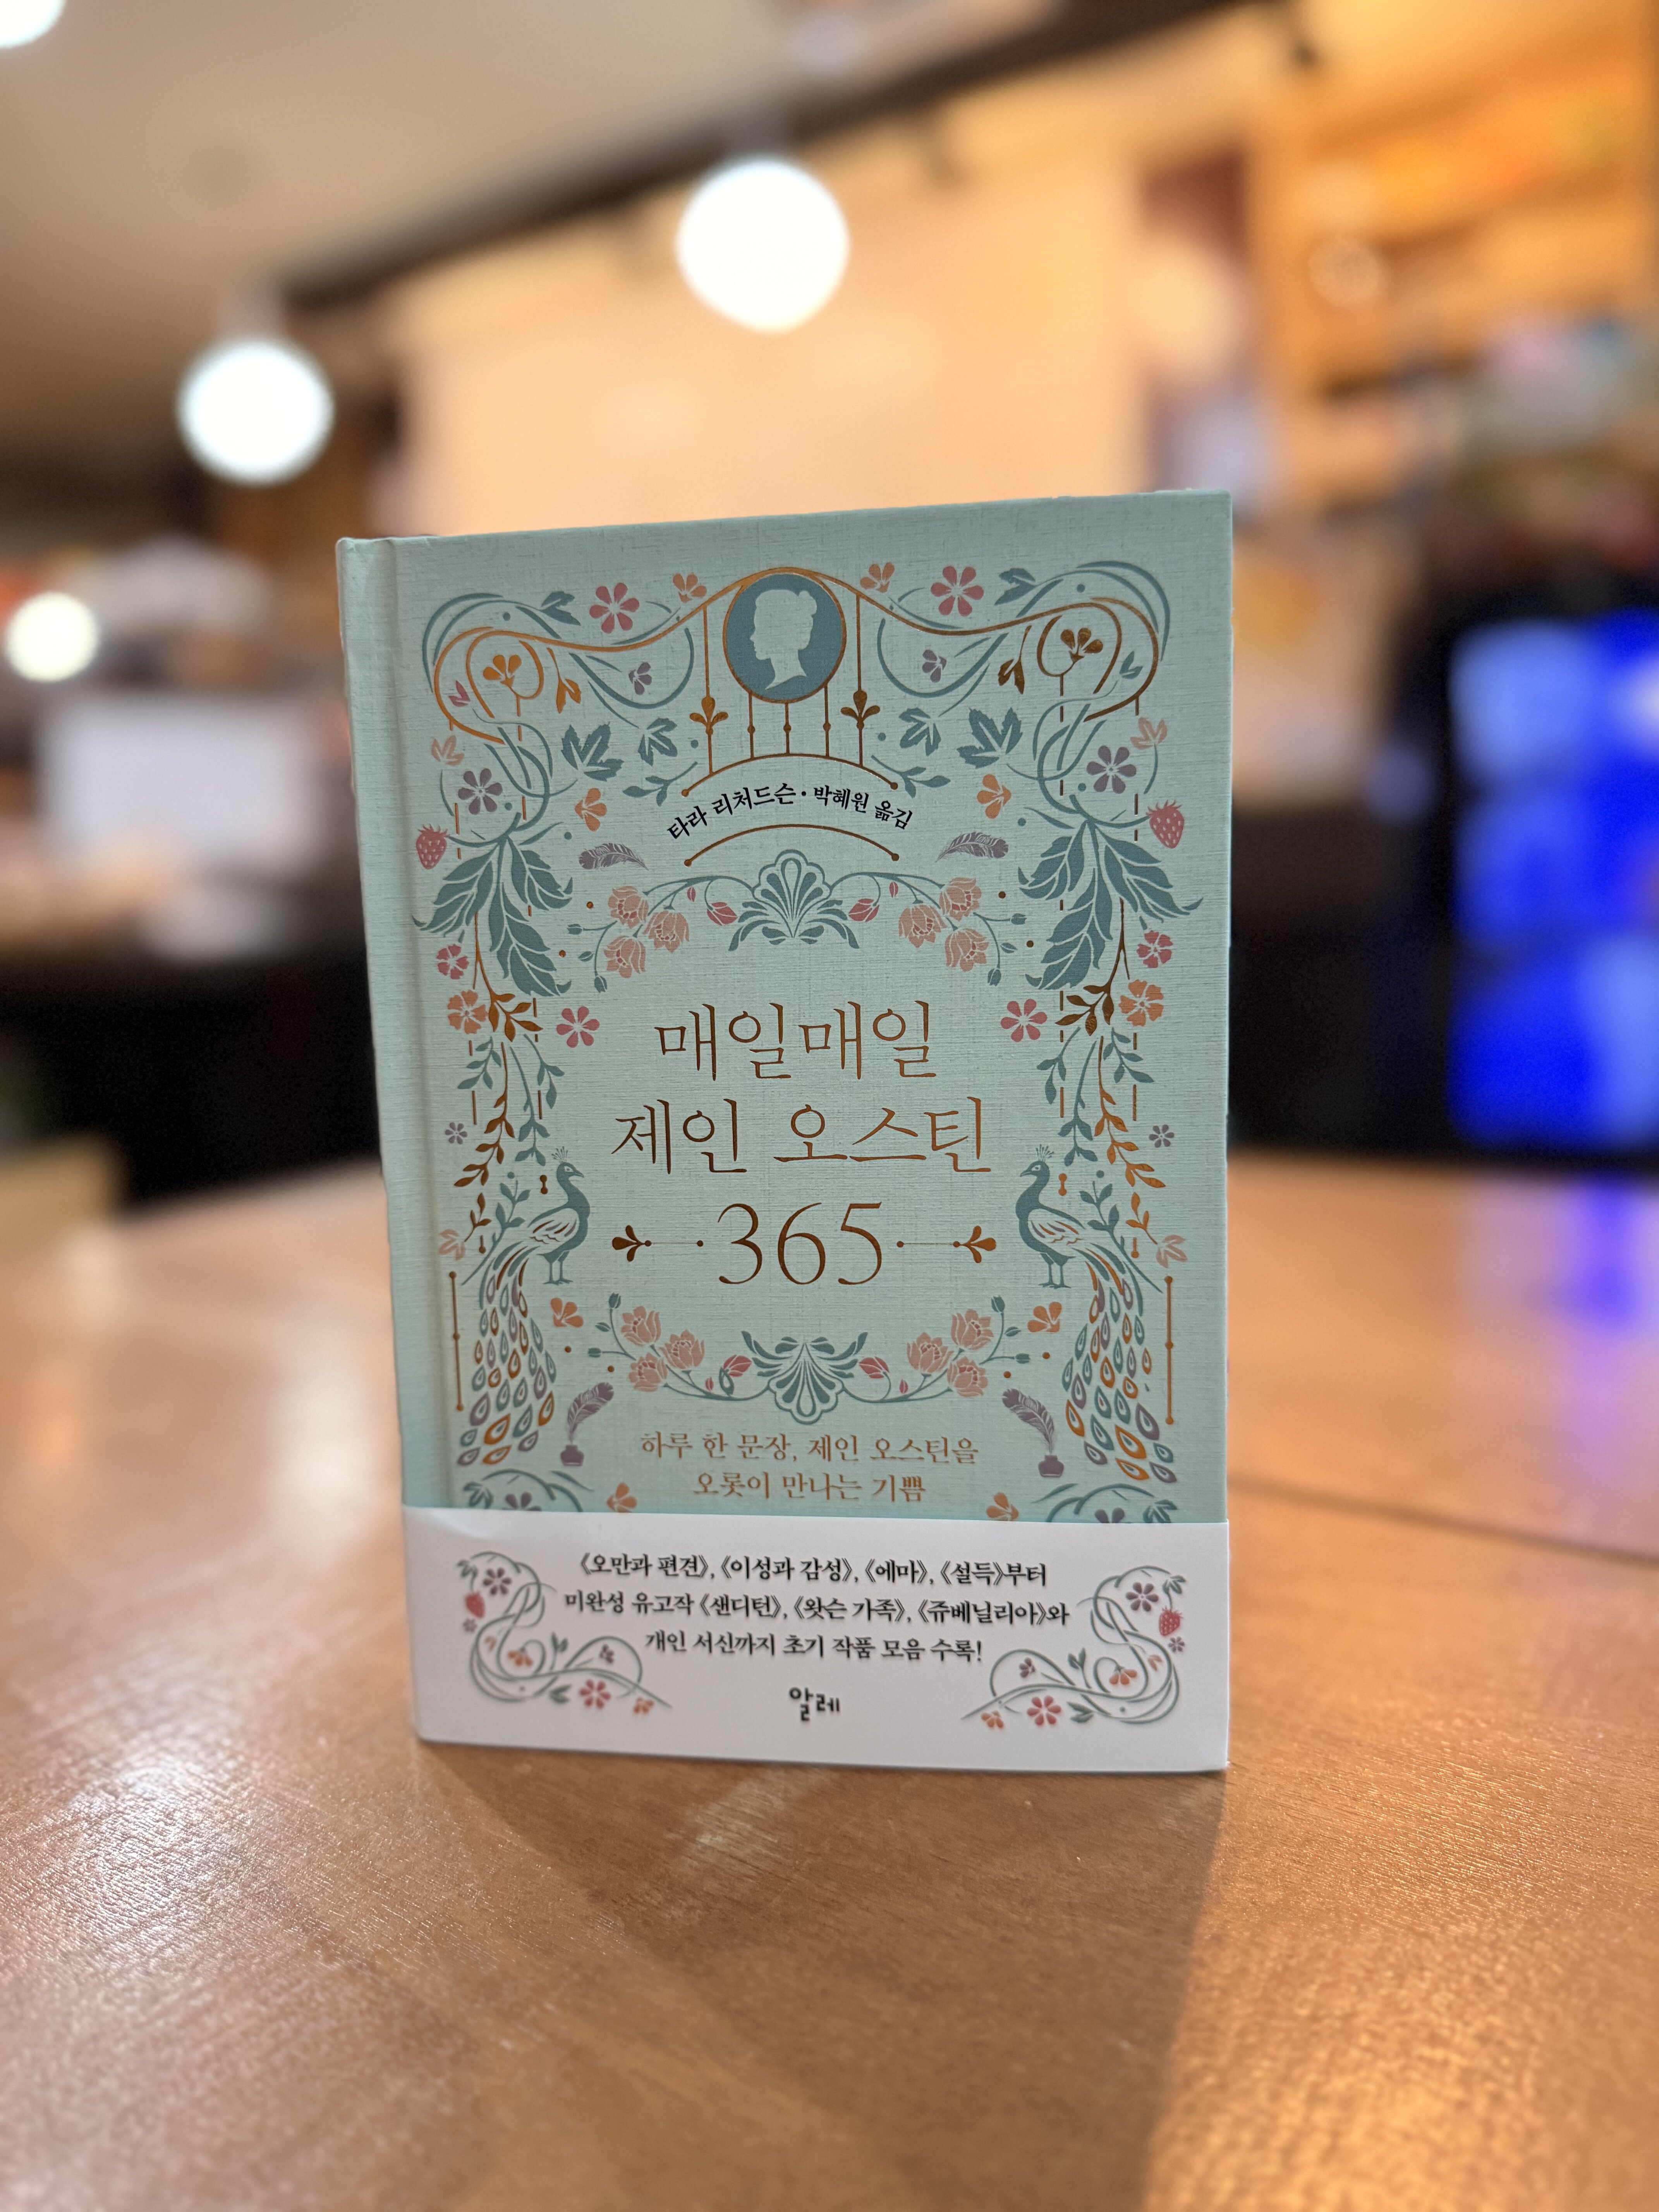 타라 리처드슨 · 박혜원 옮김
매일매일
제인 오스틴
365
하루 한 문장, 제인 오스틴을
오롯이 만나는 기쁨
《오만과 편견》, 《이성과 감성》, 《에마》, 《설득》부터
미완성 유고작 《샌디턴》, 《왓슨 가족》, 《쥬베닐리아》와
개인 서신까지 초기 작품 모음 수록!
알레